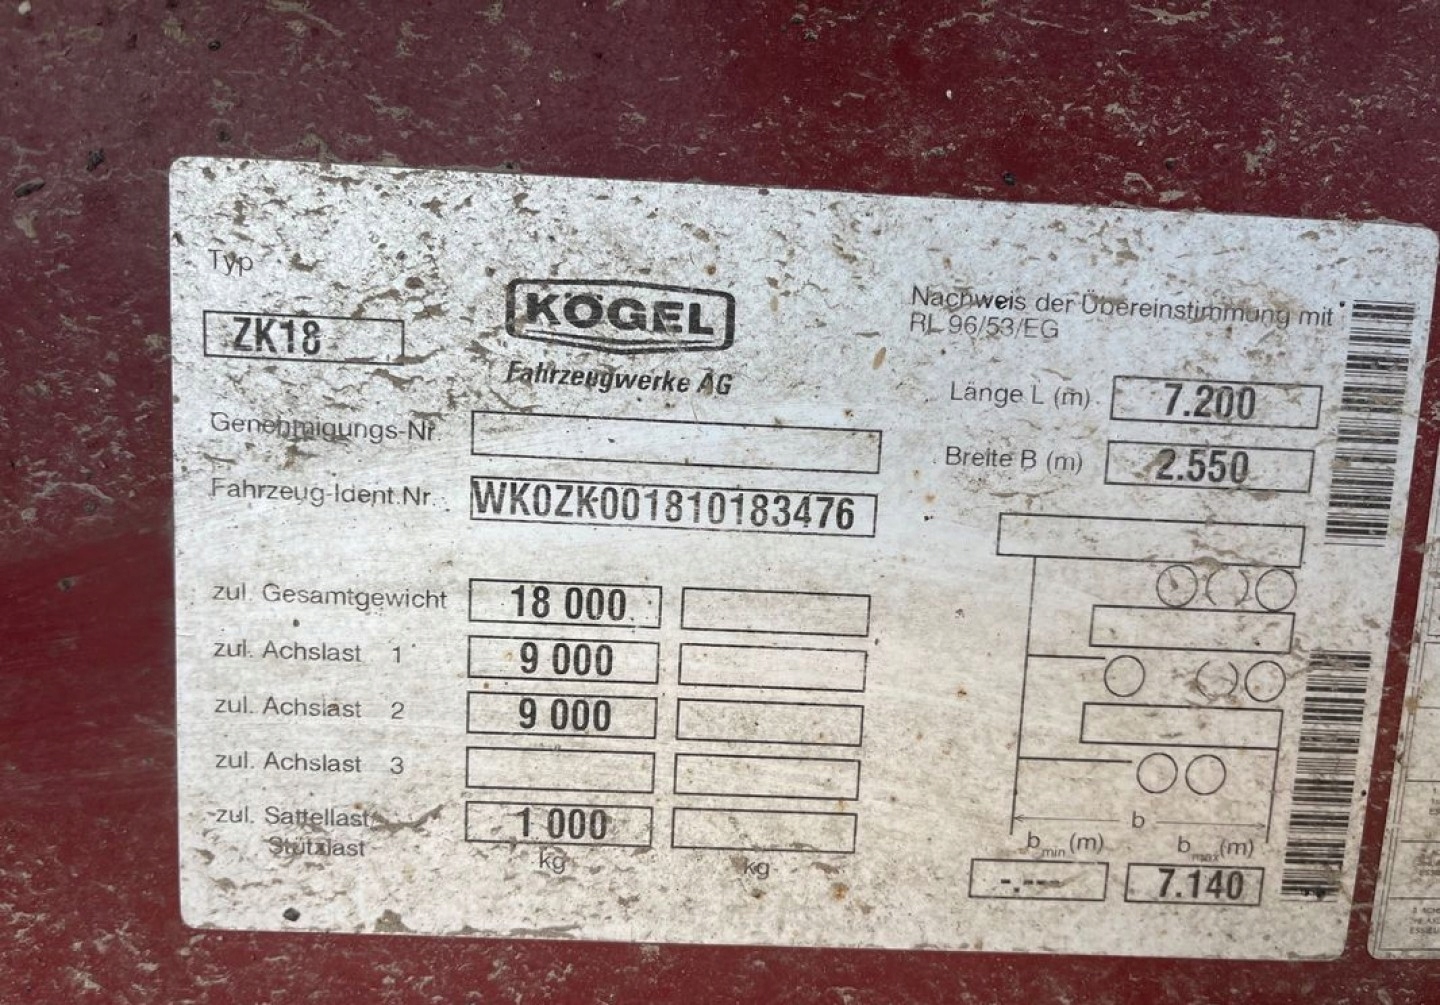 Typ
ZK18
KÖGEL
Fahrzeugwerke AG
Nachweis der Übereinstimmung mit
RL 96/53/EG
Länge L (m) 7.200
Breite B (m) 2.550
Genehmigungs-Nr.
Fahrzeug-Ident.Nr. WK0ZK001810183476
zul. Gesamtgewicht 18 000
zul. Achslast 1 9 000
zul. Achslast 2 9 000
zul. Achslast 3
zul. Sattellast 1 000
Stützlast kg kg
b
b min (m) b max (m)
-.--- 7.140